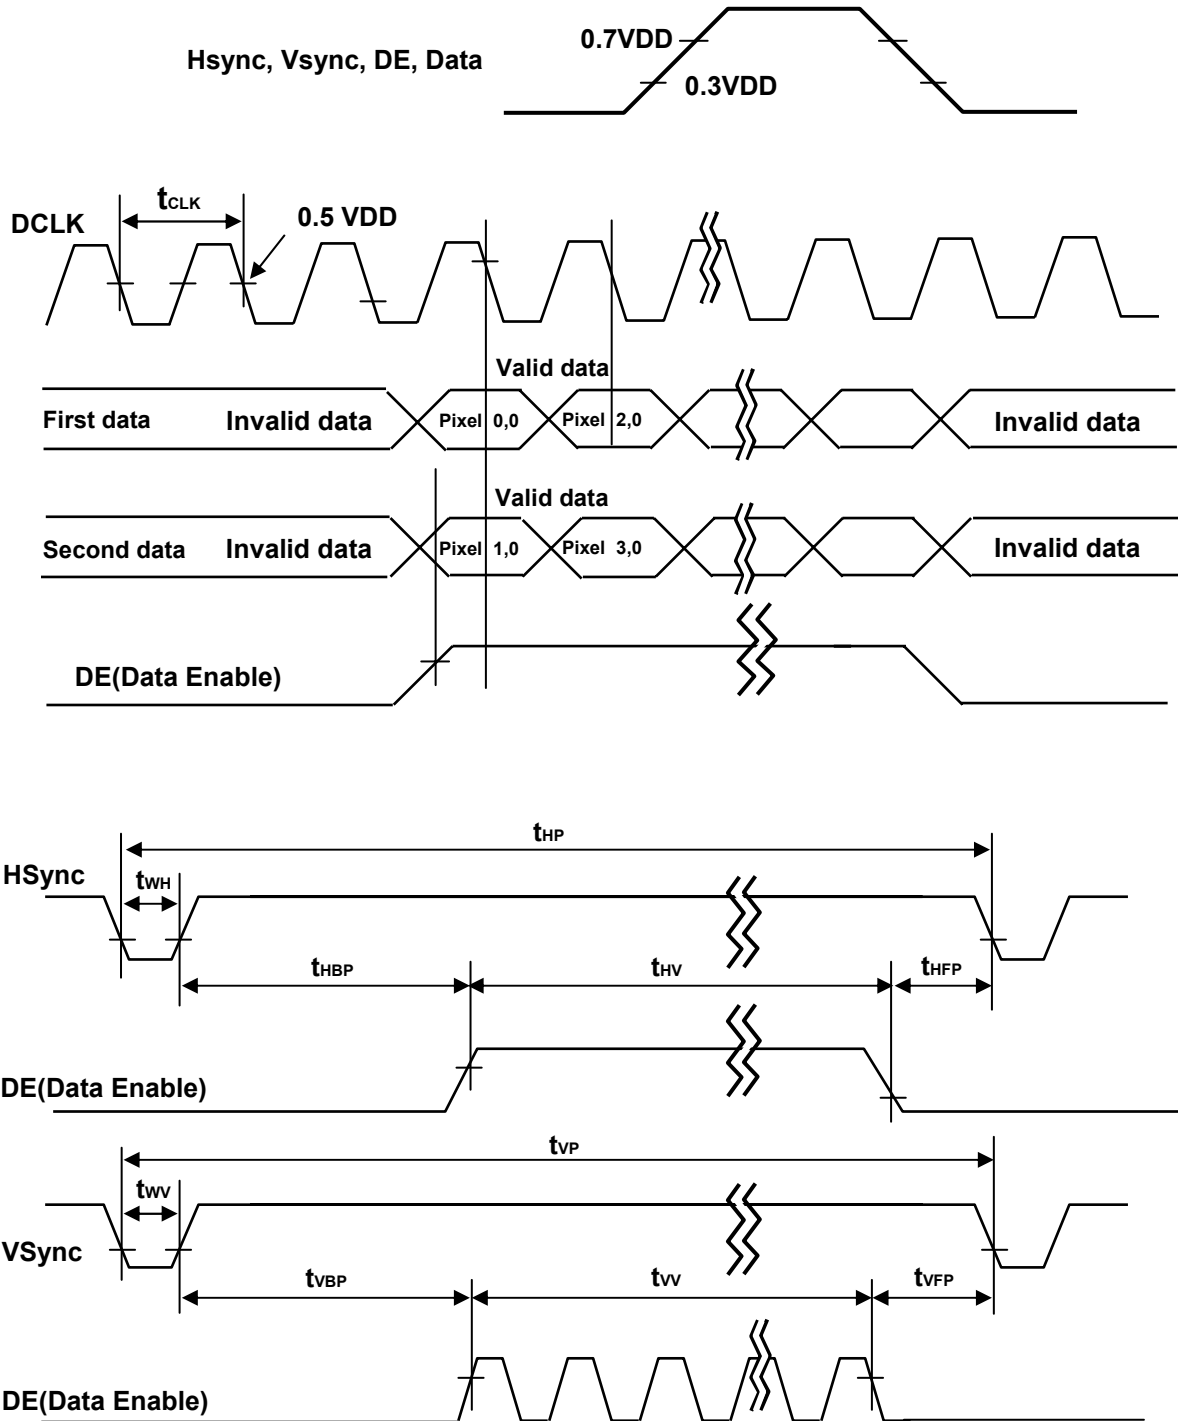 0.7VDD
Hsync, Vsync, DE, Data
0.3VDD
tCLK
DCLK
0.5 VDD
Valid data
First data Invalid data Pixel 0,0 Pixel 2,0 Invalid data
Valid data
Second data Invalid data Pixel 1,0 Pixel 3,0 Invalid data
DE(Data Enable)
tHP
HSync
tWH
tHBP tHV tHFP
DE(Data Enable)
tVP
tWV
VSync
tVBP tVV tVFP
DE(Data Enable)